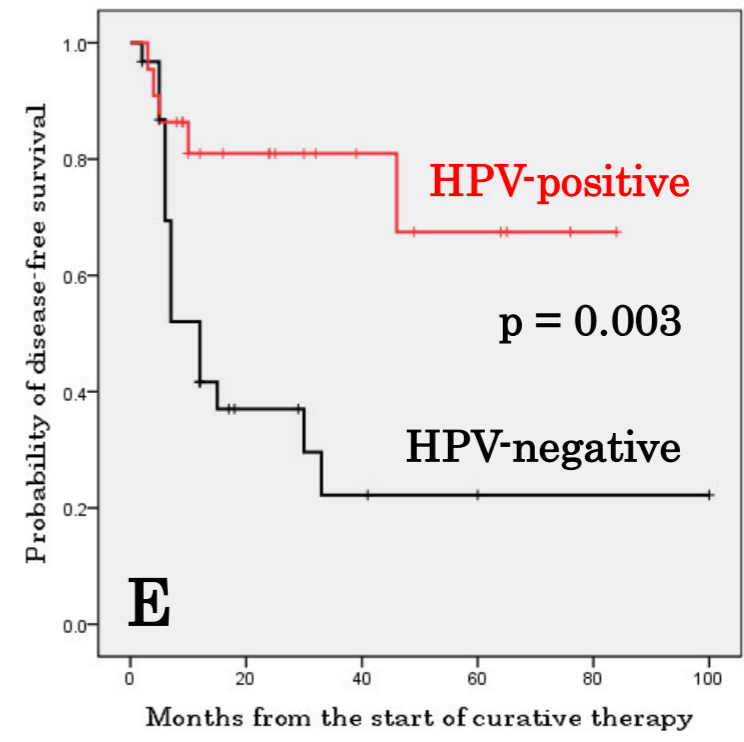 Probability of disease-free survival
1.0
0.8
0.6
0.4
0.2
0.0
HPV-positive
p = 0.003
HPV-negative
E
0 20 40 60 80 100
Months from the start of curative therapy